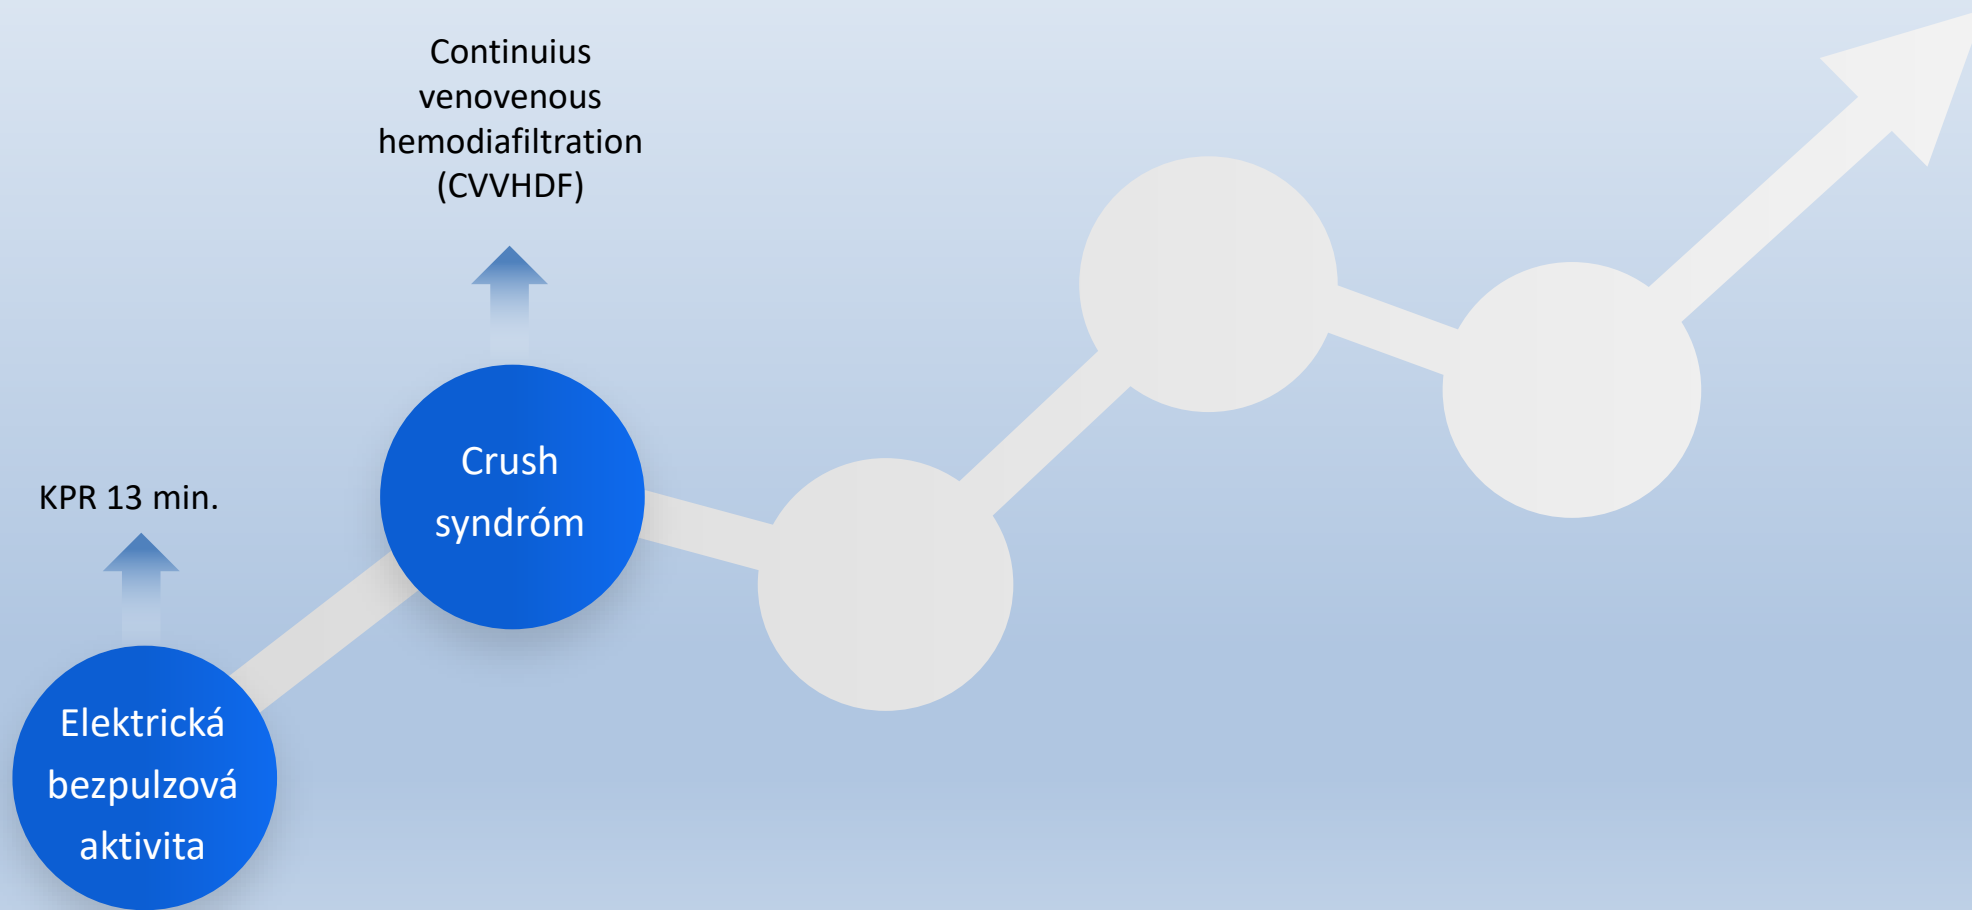 Continuius
venovenous
hemodiafiltration
(CVVHDF)
KPR 13 min.
Crush
syndróm
Elektrická
bezpulzová
aktivita